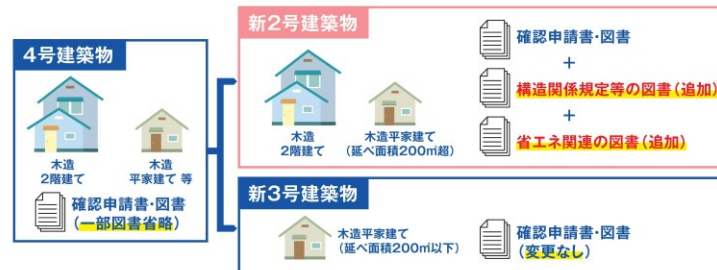 4号建築物
木造
2階建て
木造
平家建て 等
確認申請書・図書
(一部図書省略)
新2号建築物
木造
2階建て
木造平家建て
(延べ面積200㎡超)
確認申請書・図書
+
構造関係規定等の図書(追加)
+
省エネ関連の図書(追加)
新3号建築物
木造平家建て
(延べ面積200㎡以下)
確認申請書・図書
(変更なし)